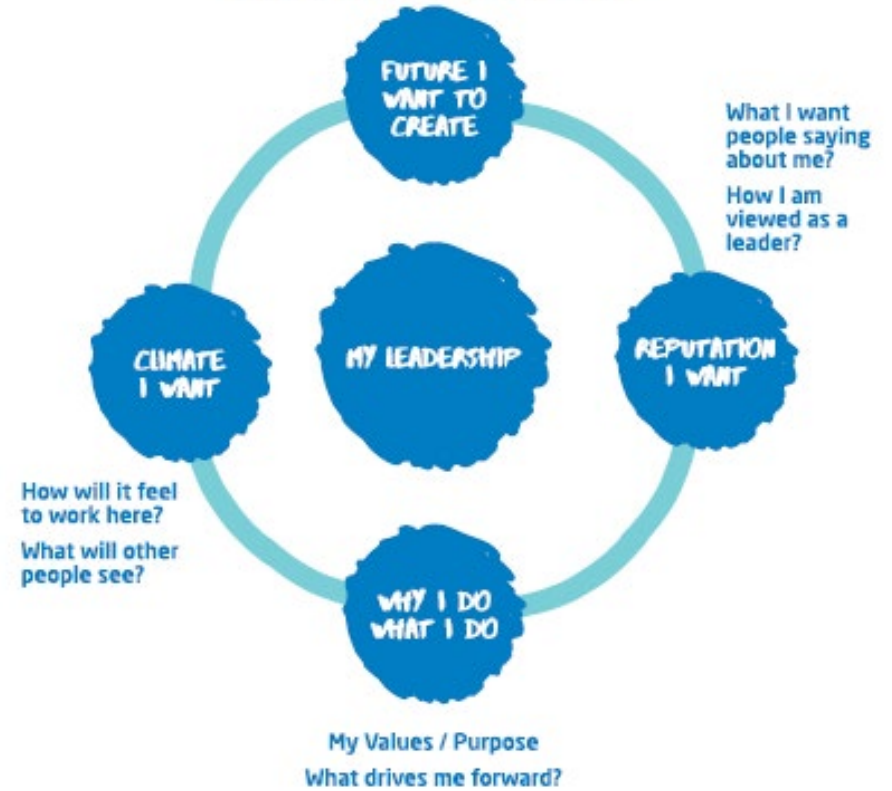 FUTURE I
WANT TO
CREATE
What I want
people saying
about me?
How I am
viewed as a
leader?
CLIMATE
I WANT
MY LEADERSHIP
REPUTATION
I WANT
How will it feel
to work here?
What will other
people see?
WHY I DO
WHAT I DO
My Values / Purpose
What drives me forward?